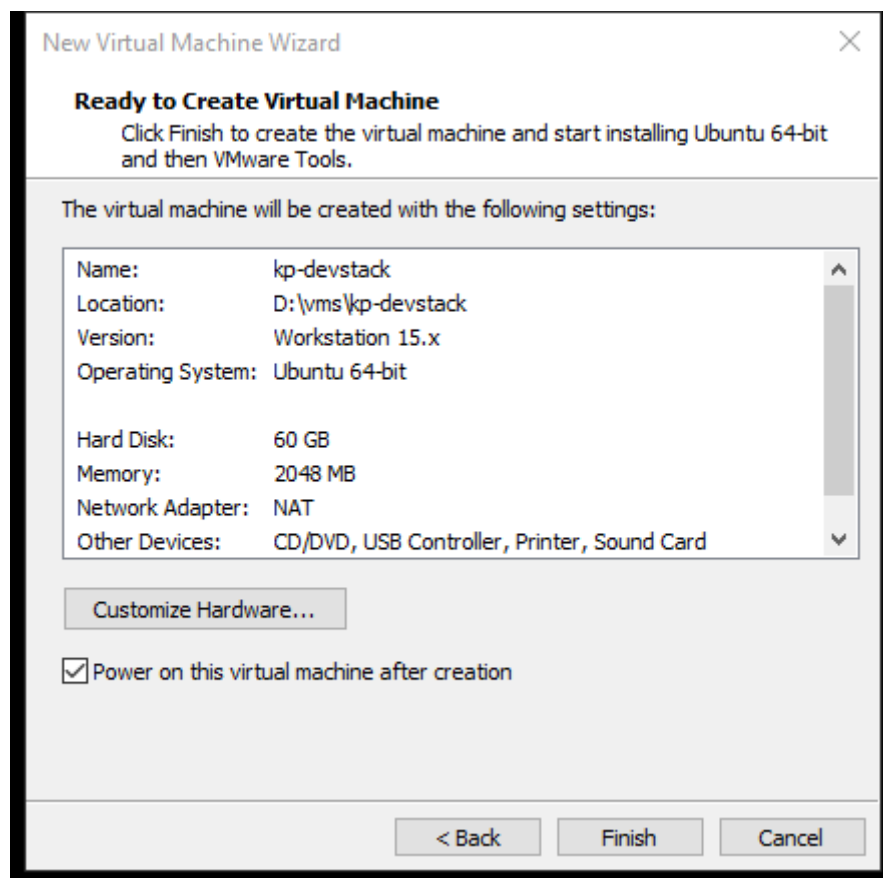 New Virtual Machine Wizard
Ready to Create Virtual Machine
Click Finish to create the virtual machine and start installing Ubuntu 64-bit
and then VMware Tools.
The virtual machine will be created with the following settings:
Name: kp-devstack
Location: D:\vms\kp-devstack
Version: Workstation 15.x
Operating System: Ubuntu 64-bit
Hard Disk: 60 GB
Memory: 2048 MB
Network Adapter: NAT
Other Devices: CD/DVD, USB Controller, Printer, Sound Card
Customize Hardware...
Power on this virtual machine after creation
< Back Finish Cancel